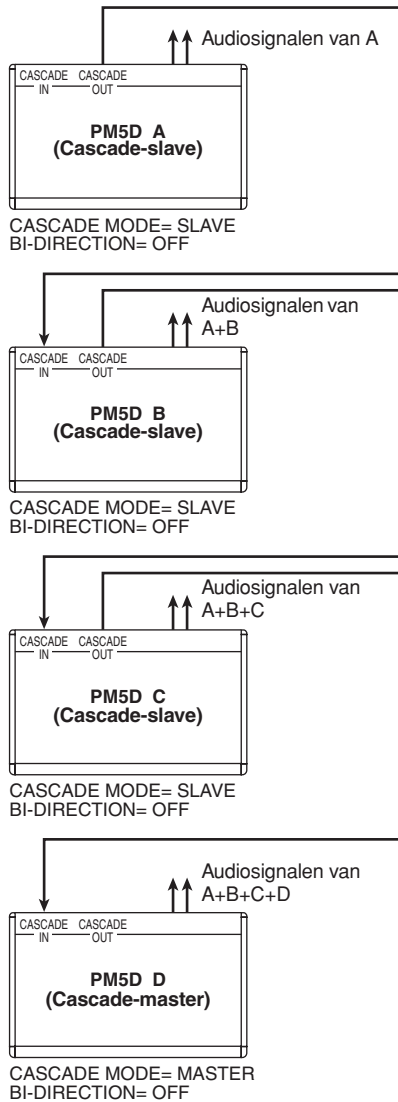 Audiosignalen van A
CASCADE CASCADE
IN OUT
PM5D A
(Cascade-slave)
CASCADE MODE= SLAVE
BI-DIRECTION= OFF
Audiosignalen van
A+B
CASCADE CASCADE
IN OUT
PM5D B
(Cascade-slave)
CASCADE MODE= SLAVE
BI-DIRECTION= OFF
Audiosignalen van
A+B+C
CASCADE CASCADE
IN OUT
PM5D C
(Cascade-slave)
CASCADE MODE= SLAVE
BI-DIRECTION= OFF
Audiosignalen van
A+B+C+D
CASCADE CASCADE
IN OUT
PM5D D
(Cascade-master)
CASCADE MODE= MASTER
BI-DIRECTION= OFF